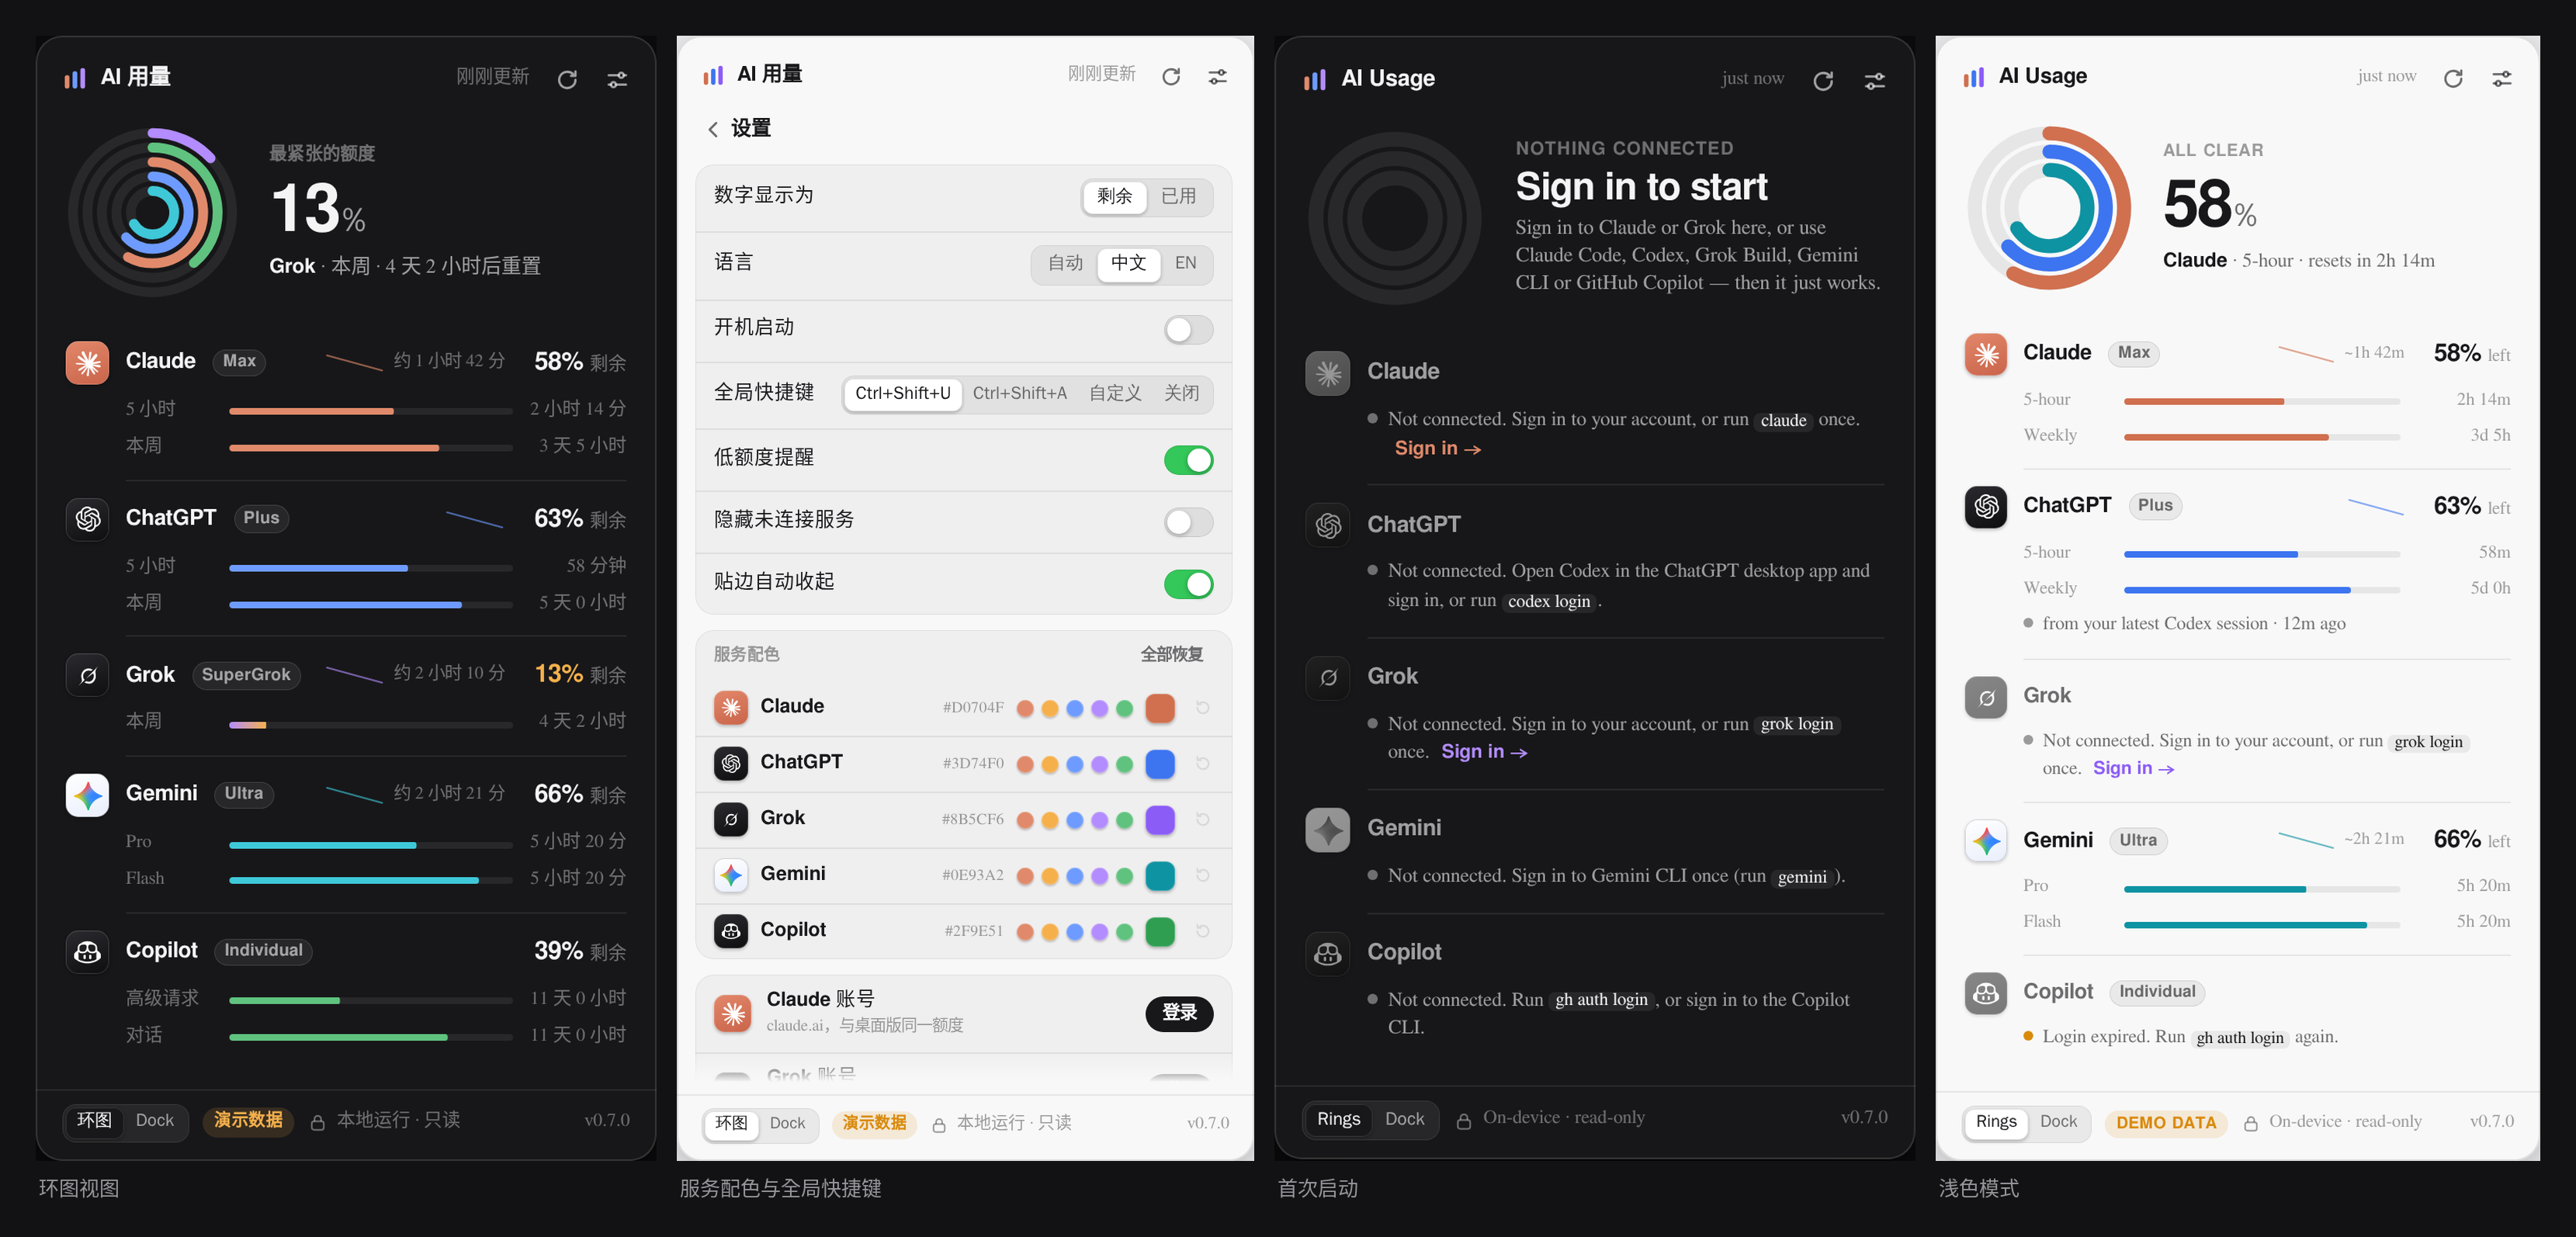 AI 用量
刚刚更新
最紧张的额度
13%
Grok · 本周 · 4 天 2 小时后重置
Claude Max 约 1 小时 42 分 58% 剩余
5 小时 2 小时 14 分
本周 3 天 5 小时
ChatGPT Plus 63% 剩余
5 小时 58 分钟
本周 5 天 0 小时
Grok SuperGrok 约 2 小时 10 分 13% 剩余
本周 4 天 2 小时
Gemini Ultra 约 2 小时 21 分 66% 剩余
Pro 5 小时 20 分
Flash 5 小时 20 分
Copilot Individual 39% 剩余
高级请求 11 天 0 小时
对话 11 天 0 小时
环图 Dock 演示数据 本地运行 · 只读 v0.7.0
环图视图
AI 用量
刚刚更新
设置
数字显示为 剩余 已用
语言 自动 中文 EN
开机启动
全局快捷键 Ctrl+Shift+U Ctrl+Shift+A 自定义 关闭
低额度提醒
隐藏未连接服务
贴边自动收起
服务配色 全部恢复
Claude #D0704F
ChatGPT #3D74F0
Grok #8B5CF6
Gemini #0E93A2
Copilot #2F9E51
Claude 账号 登录
claude.ai，与桌面版同一额度
Grok 账号
环图 Dock 演示数据 本地运行 · 只读 v0.7.0
服务配色与全局快捷键
AI Usage
just now
NOTHING CONNECTED
Sign in to start
Sign in to Claude or Grok here, or use
Claude Code, Codex, Grok Build, Gemini
CLI or GitHub Copilot — then it just works.
Claude
Not connected. Sign in to your account, or run claude once.
Sign in →
ChatGPT
Not connected. Open Codex in the ChatGPT desktop app and
sign in, or run codex login .
Grok
Not connected. Sign in to your account, or run grok login
once. Sign in →
Gemini
Not connected. Sign in to Gemini CLI once (run gemini ).
Copilot
Not connected. Run gh auth login , or sign in to the Copilot
CLI.
Rings Dock On-device · read-only v0.7.0
首次启动
AI Usage
just now
ALL CLEAR
58%
Claude · 5-hour · resets in 2h 14m
Claude Max ~1h 42m 58% left
5-hour 2h 14m
Weekly 3d 5h
ChatGPT Plus 63% left
5-hour 58m
Weekly 5d 0h
from your latest Codex session · 12m ago
Grok
Not connected. Sign in to your account, or run grok login
once. Sign in →
Gemini Ultra ~2h 21m 66% left
Pro 5h 20m
Flash 5h 20m
Copilot Individual
Login expired. Run gh auth login again.
Rings Dock DEMO DATA On-device · read-only v0.7.0
浅色模式